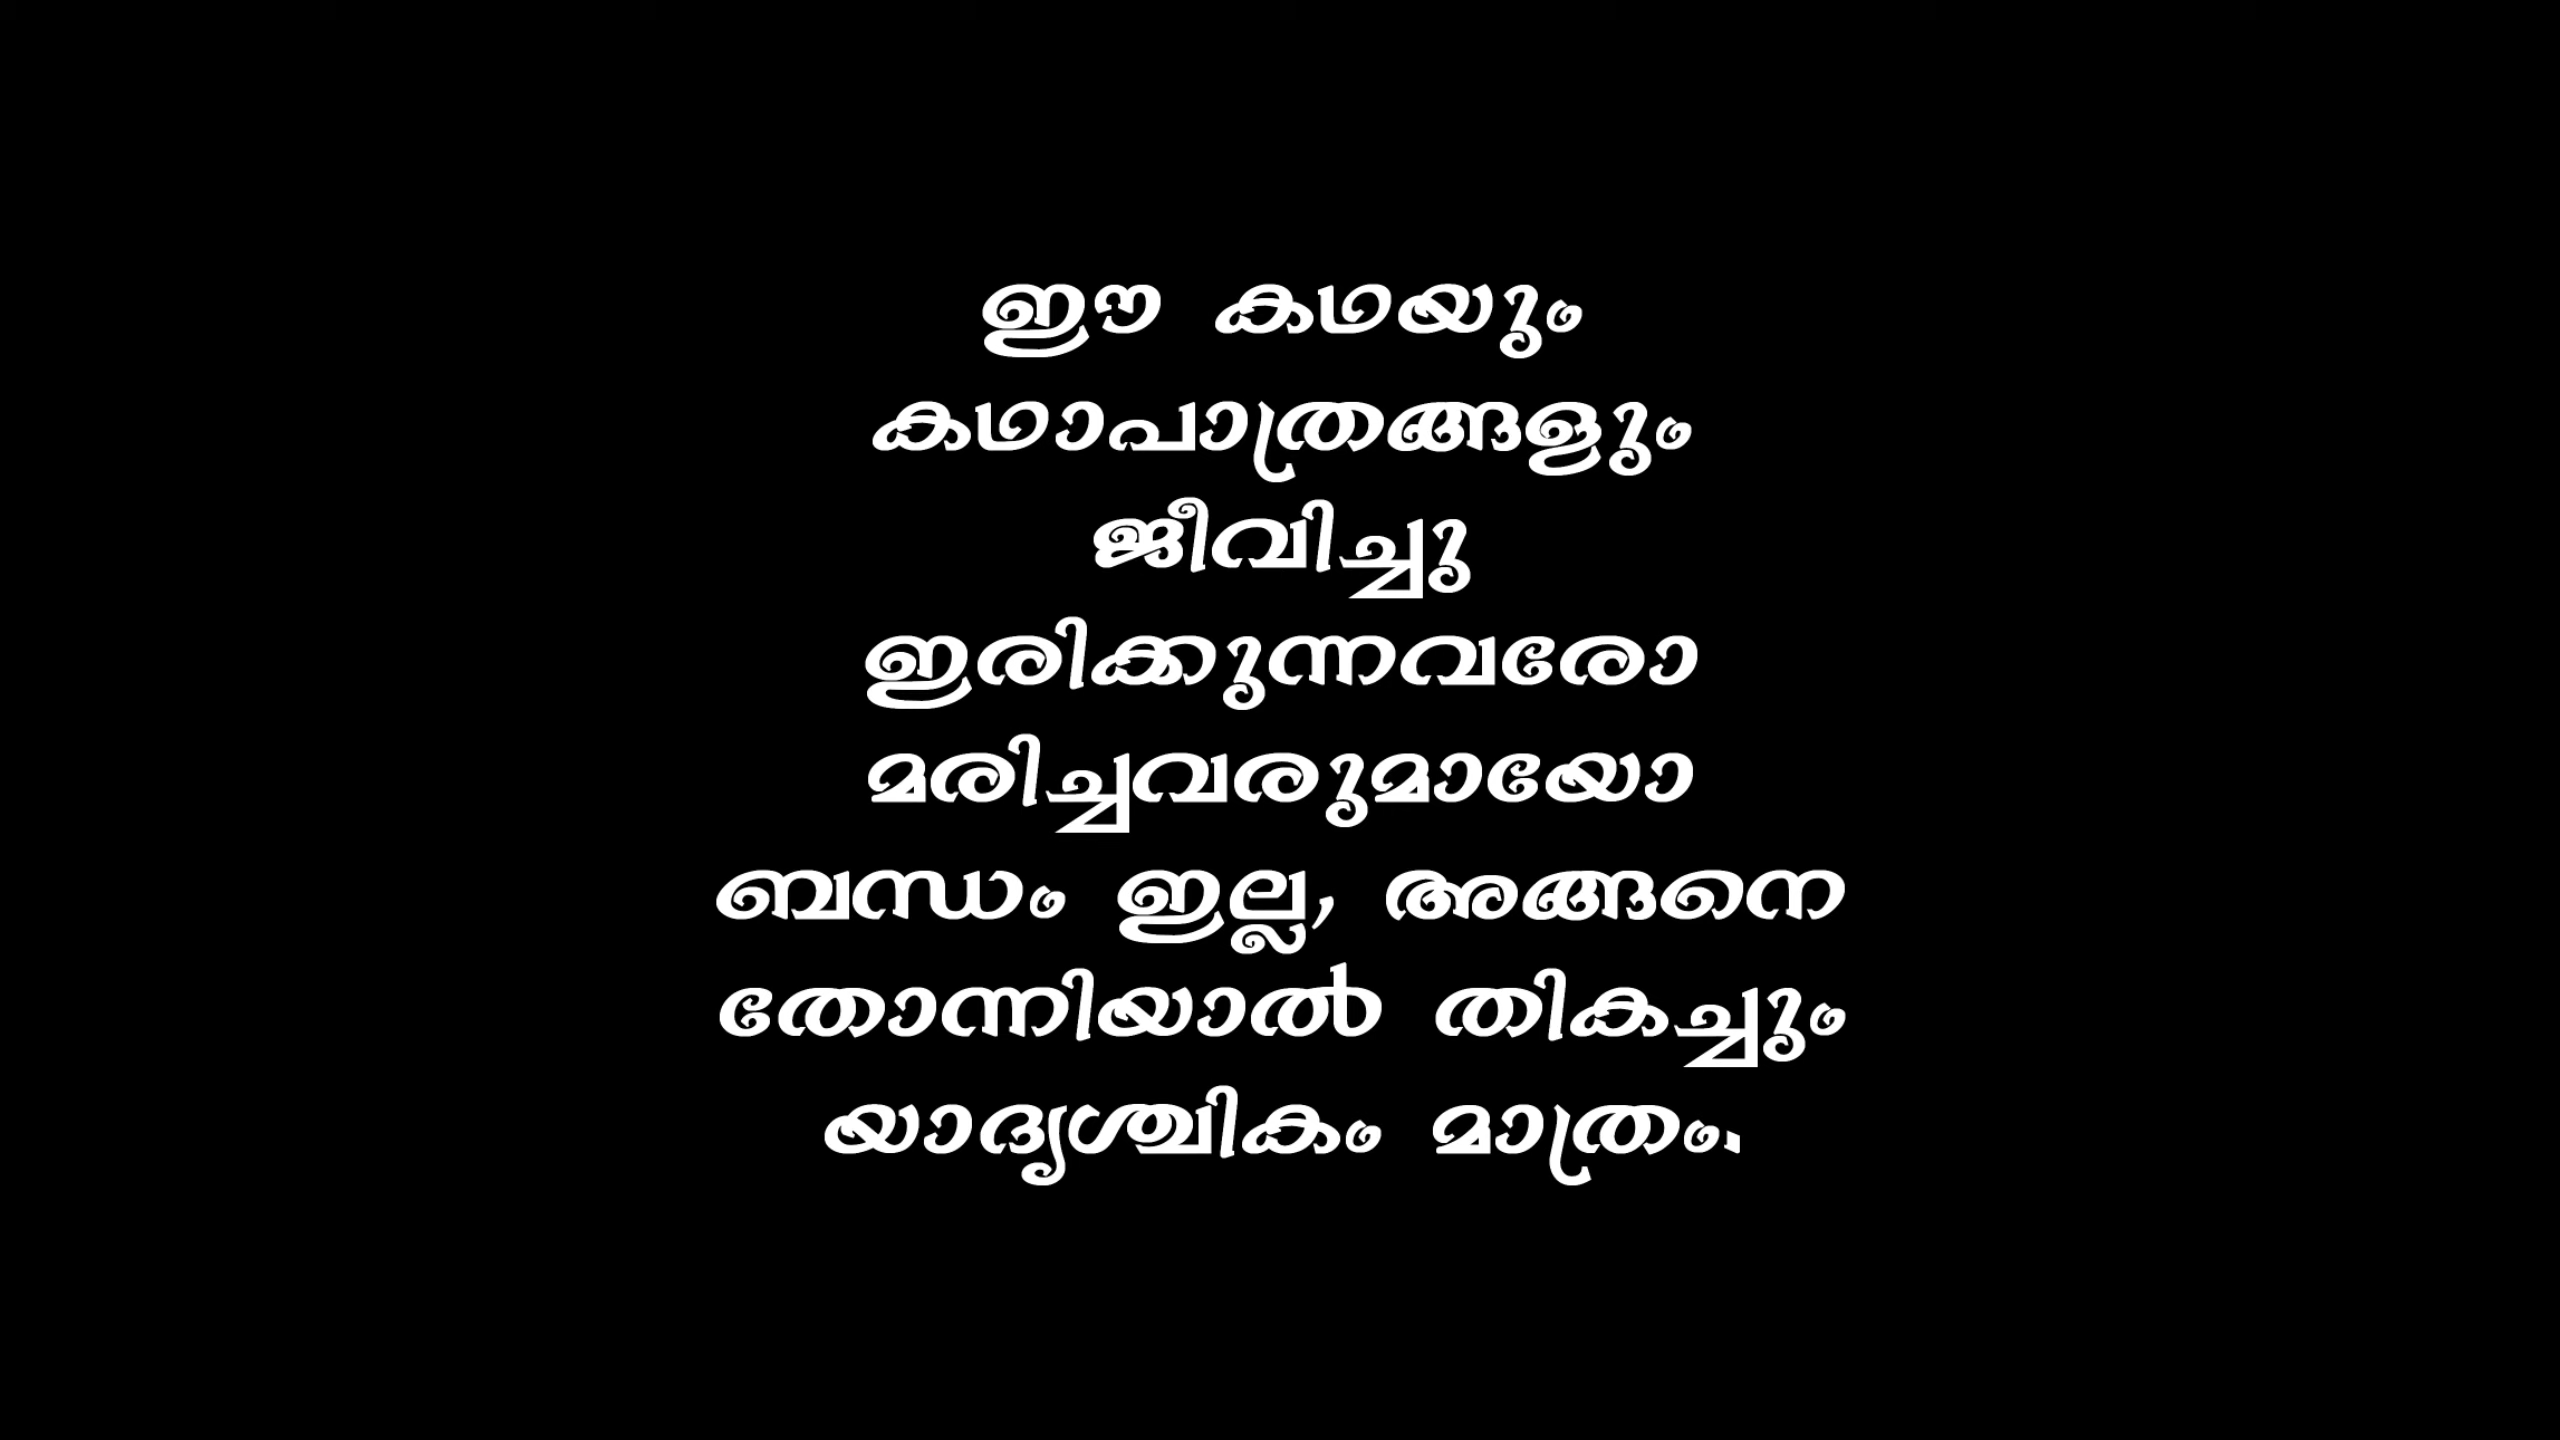 ഈ കഥയും
കഥാപാത്രങ്ങളും
ജീവിച്ചു
ഇരിക്കുന്നവരോ
മരിച്ചവരുമായോ
ബന്ധം ഇല്ല, അങ്ങനെ
തോന്നിയാൽ തികച്ചും
യാദൃശ്ചികം മാത്രം.